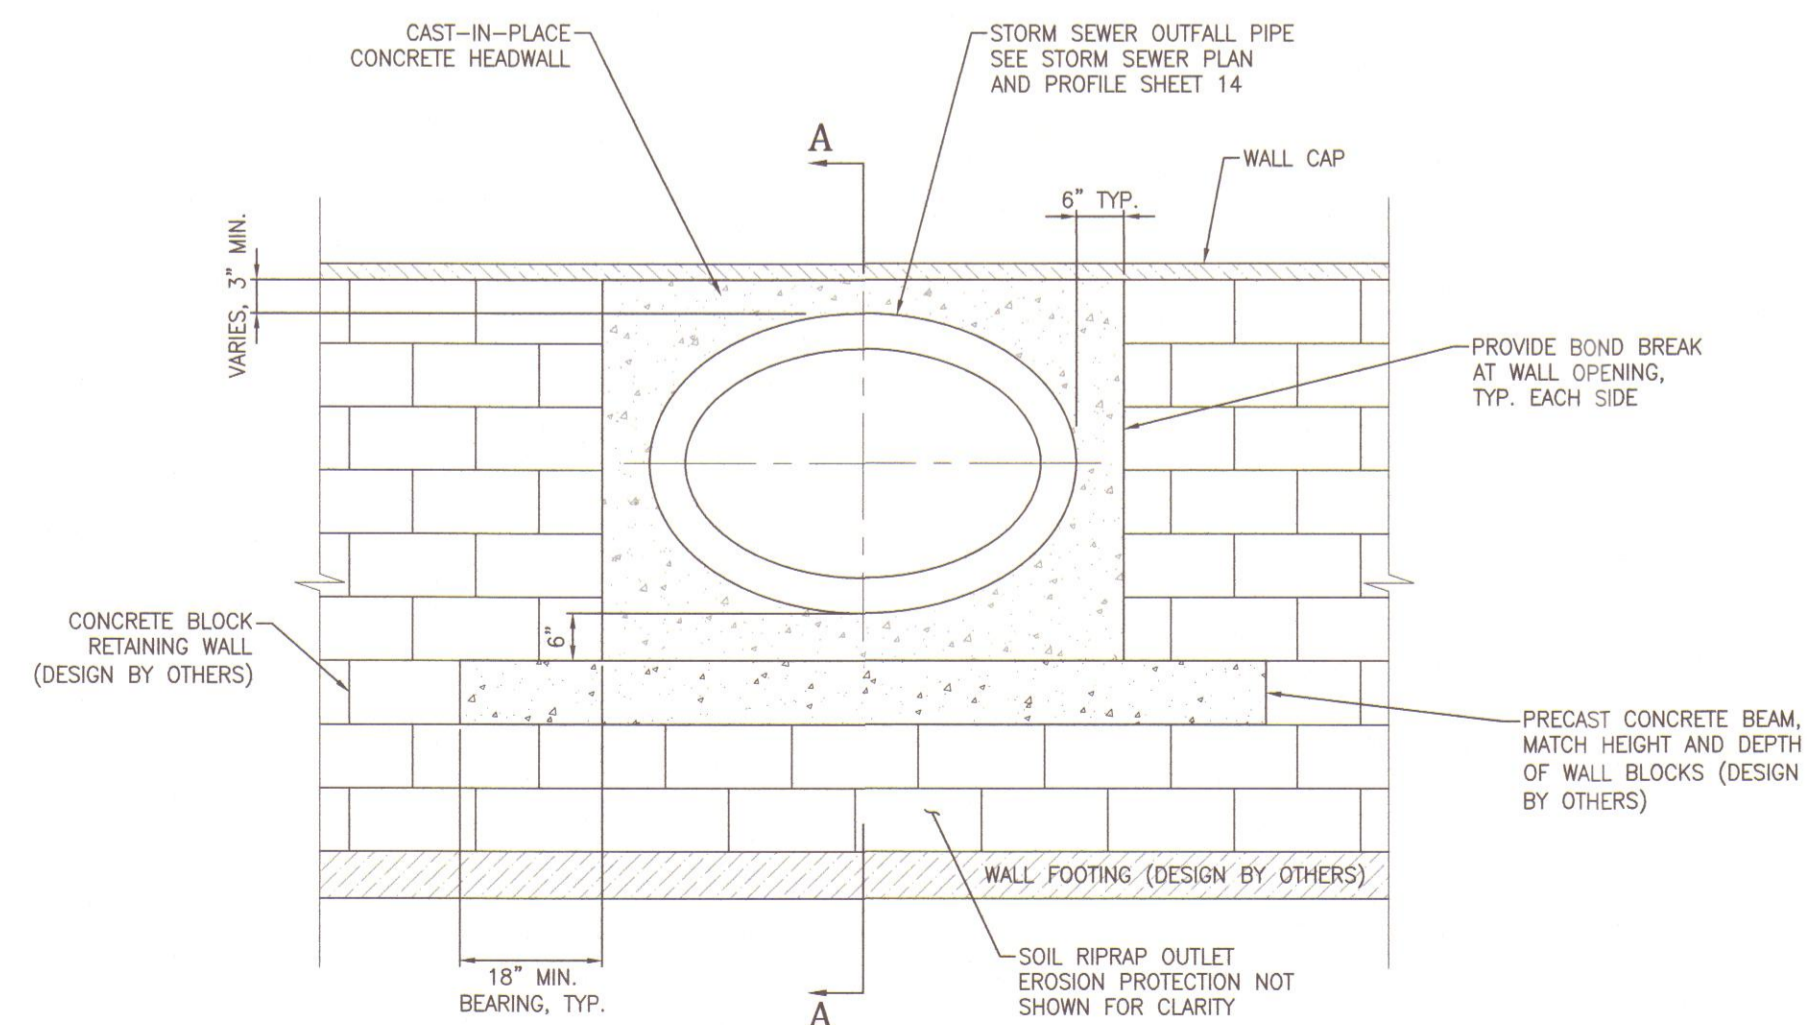 CAST-IN-PLACE
CONCRETE HEADWALL
STORM SEWER OUTFALL PIPE
SEE STORM SEWER PLAN
AND PROFILE SHEET 14
A
WALL CAP
6" TYP.
VARIES, 3" MIN.
PROVIDE BOND BREAK
AT WALL OPENING,
TYP. EACH SIDE
CONCRETE BLOCK
RETAINING WALL
(DESIGN BY OTHERS)
6"
PRECAST CONCRETE BEAM,
MATCH HEIGHT AND DEPTH
OF WALL BLOCKS (DESIGN
BY OTHERS)
WALL FOOTING (DESIGN BY OTHERS)
18" MIN.
BEARING, TYP.
SOIL RIPRAP OUTLET
EROSION PROTECTION NOT
SHOWN FOR CLARITY
A